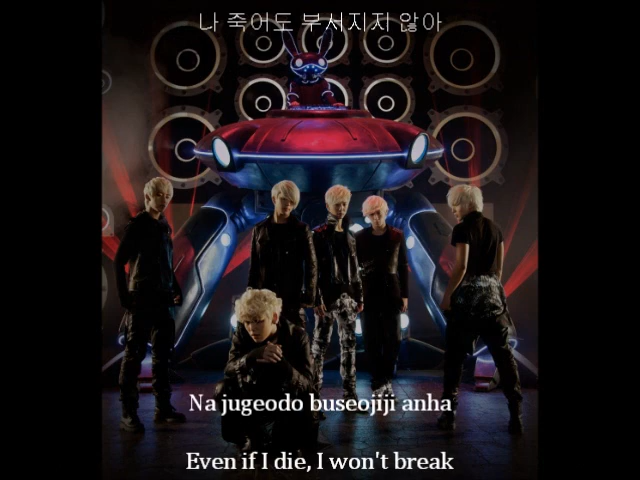 나 죽어도 부서지지 않아
Na jugeodo buseojiji anha
Even if I die, I won't break